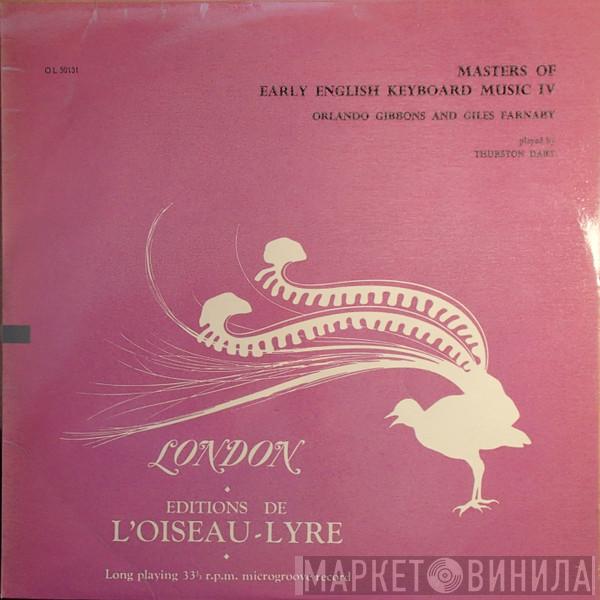 OL 50131
MASTERS OF
EARLY ENGLISH KEYBOARD MUSIC IV
ORLANDO GIBBONS AND GILES FARNABY
played by
THURSTON DART
LONDON
EDITIONS DE
L'OISEAU-LYRE
Long playing 33⅓ r.p.m. microgroove record
МАРКЕТ ВИНИЛА